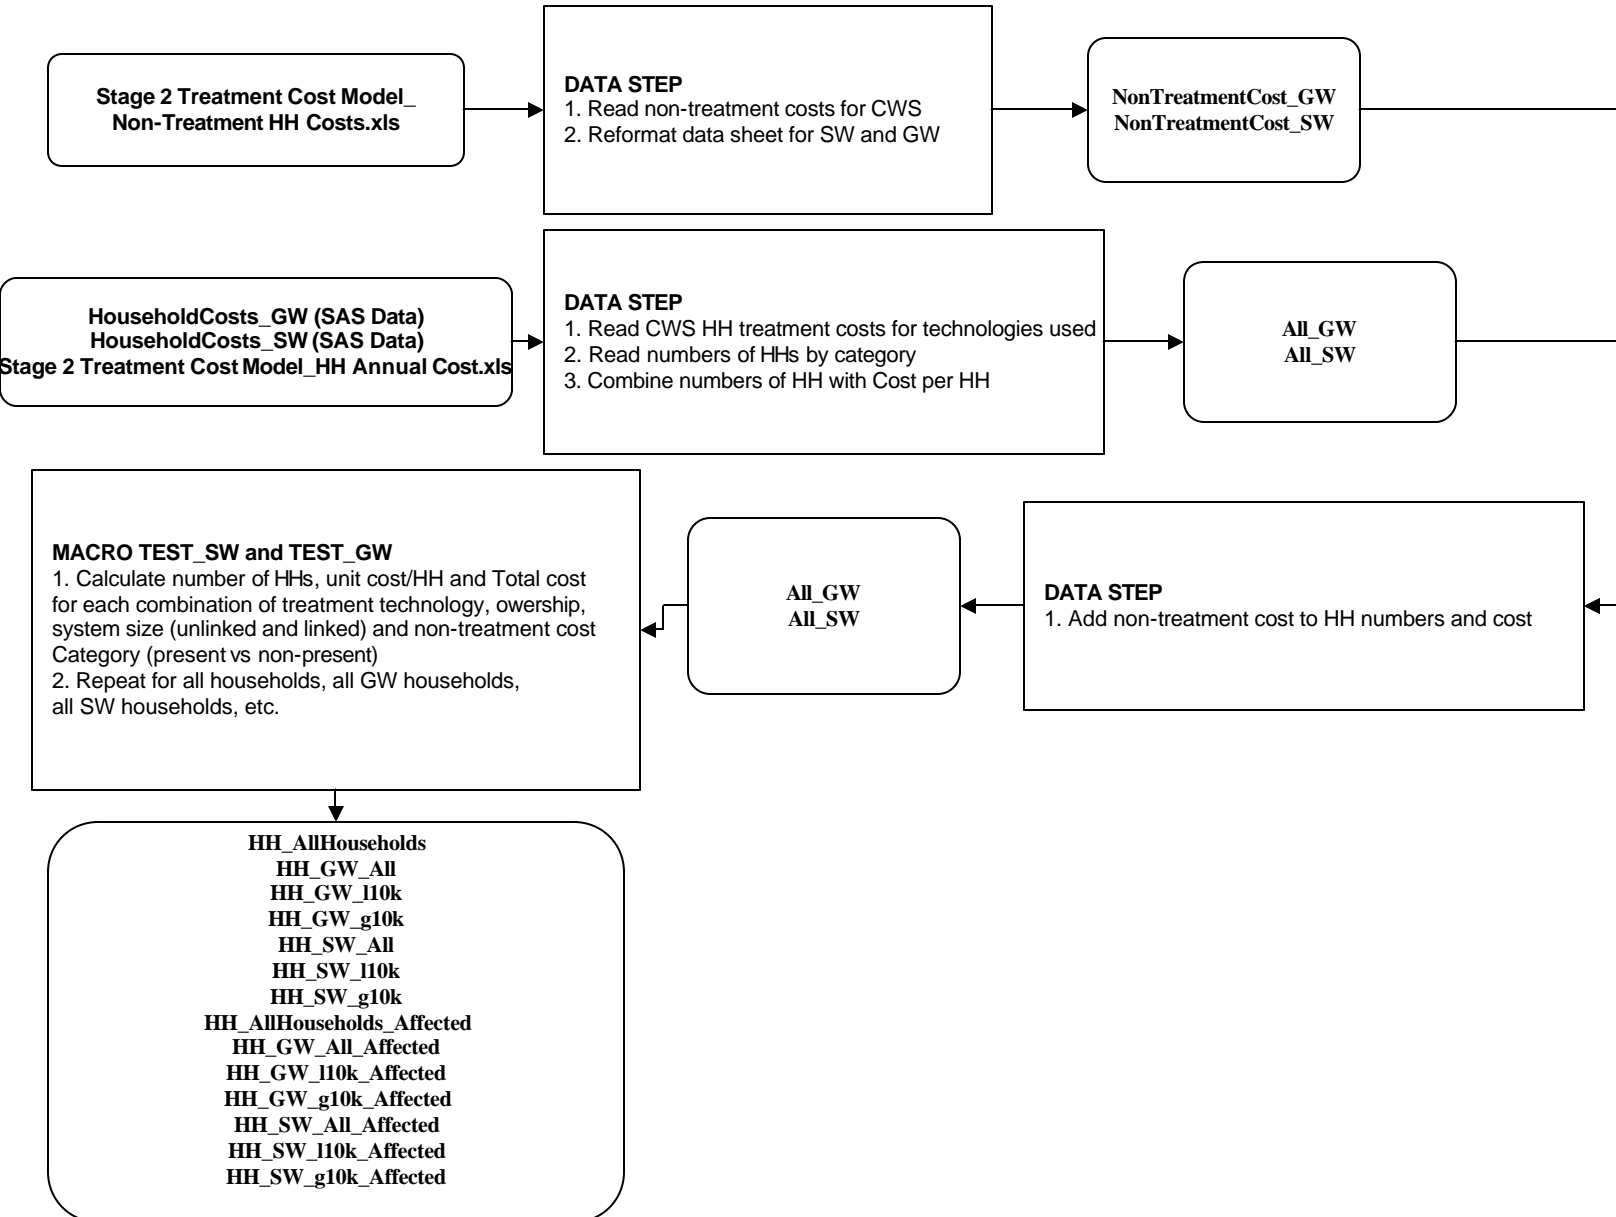 Stage 2 Treatment Cost Model_
Non-Treatment HH Costs.xls
DATA STEP
1. Read non-treatment costs for CWS
2. Reformat data sheet for SW and GW
NonTreatmentCost_GW
NonTreatmentCost_SW
HouseholdCosts_GW (SAS Data)
HouseholdCosts_SW (SAS Data)
Stage 2 Treatment Cost Model_HH Annual Cost.xls
DATA STEP
1. Read CWS HH treatment costs for technologies used
2. Read numbers of HHs by category
3. Combine numbers of HH with Cost per HH
All_GW
All_SW
MACRO TEST_SW and TEST_GW
1. Calculate number of HHs, unit cost/HH and Total cost
for each combination of treatment technology, owership,
system size (unlinked and linked) and non-treatment cost
Category (present vs non-present)
2. Repeat for all households, all GW households,
all SW households, etc.
All_GW
All_SW
DATA STEP
1. Add non-treatment cost to HH numbers and cost
HH_AllHouseholds
HH_GW_All
HH_GW_l10k
HH_GW_g10k
HH_SW_All
HH_SW_l10k
HH_SW_g10k
HH_AllHouseholds_Affected
HH_GW_All_Affected
HH_GW_l10k_Affected
HH_GW_g10k_Affected
HH_SW_All_Affected
HH_SW_l10k_Affected
HH_SW_g10k_Affected